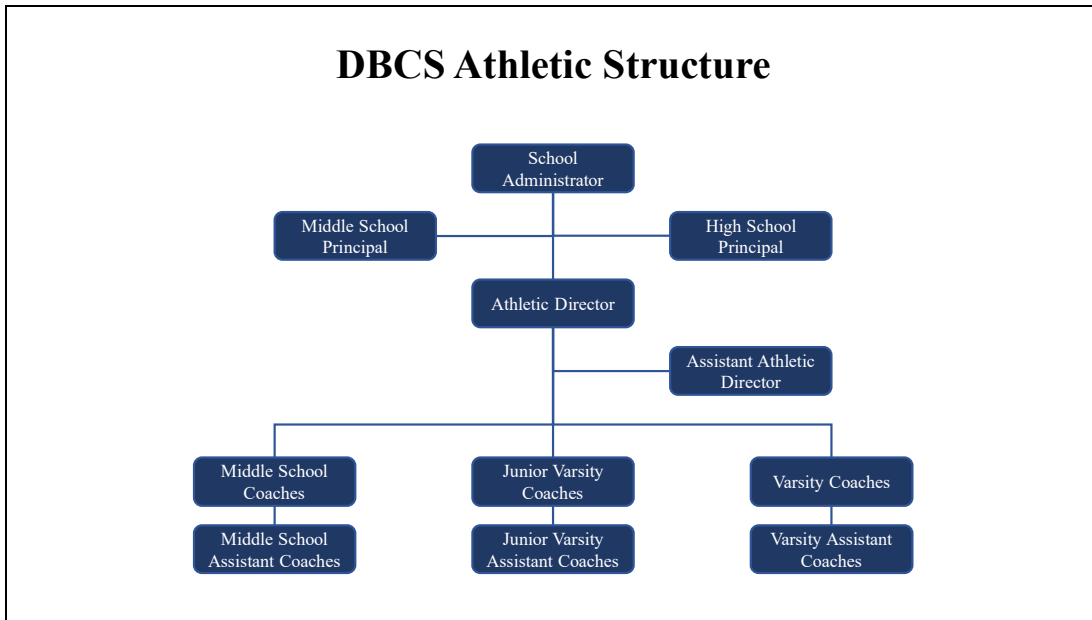 DBCS Athletic Structure
School
Administrator
Middle School
Principal
High School
Principal
Athletic Director
Assistant Athletic
Director
Middle School
Coaches
Junior Varsity
Coaches
Varsity Coaches
Middle School
Assistant Coaches
Junior Varsity
Assistant Coaches
Varsity Assistant
Coaches